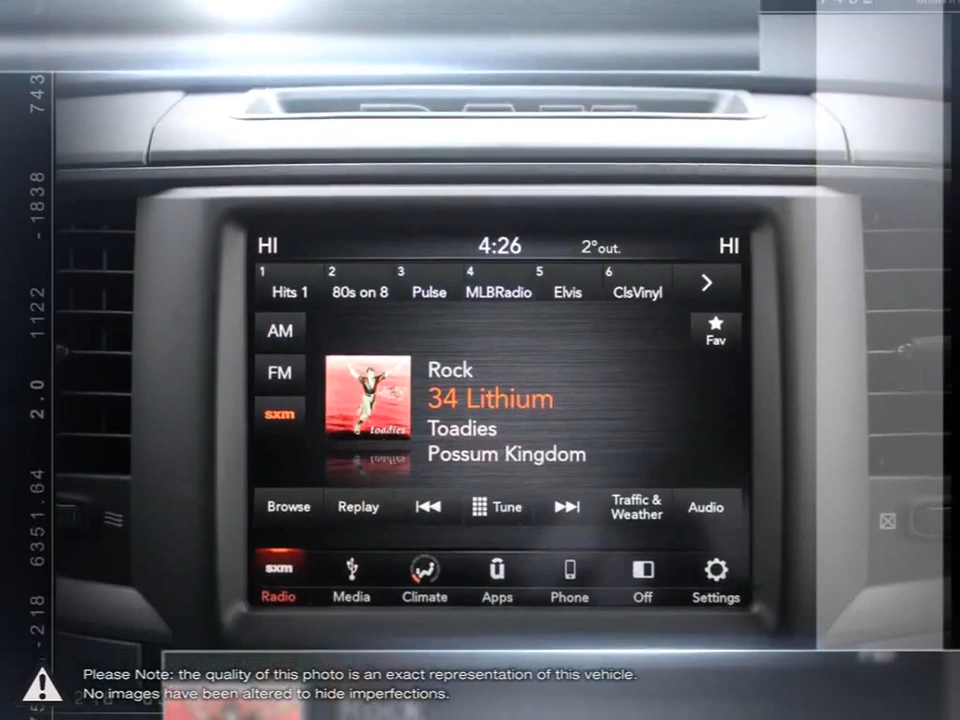 743
-1838
1122
2.0
6351.64
-218
HI 4:26 2°out. HI
1 Hits 1 2 80s on 8 3 Pulse 4 MLBRadio 5 Elvis 6 ClsVinyl
AM
Fav
FM
sxm
Rock
34 Lithium
Toadies
Possum Kingdom
toadies
Browse Replay Tune Traffic & Weather Audio
sxm
Radio Media Climate Apps Phone Off Settings
Please Note: the quality of this photo is an exact representation of this vehicle.
No images have been altered to hide imperfections.